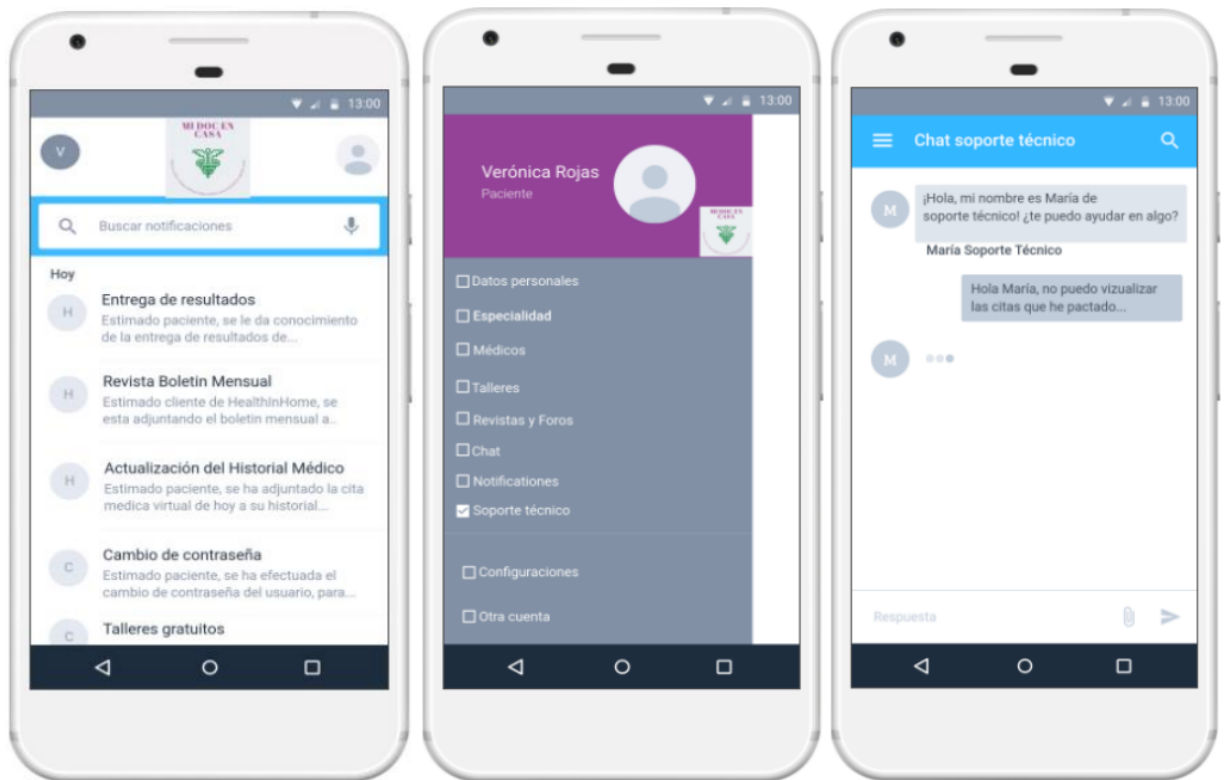 13:00
V
MI DOC EN
CASA
Buscar notificaciones
Hoy
H
Entrega de resultados
Estimado paciente, se le da conocimiento
de la entrega de resultados de...
H
Revista Boletin Mensual
Estimado cliente de HealthInHome, se
esta adjuntando el boletin mensual a..
H
Actualización del Historial Médico
Estimado paciente, se ha adjuntado la cita
medica virtual de hoy a su historial...
C
Cambio de contraseña
Estimado paciente, se ha efectuada el
cambio de contraseña del usuario, para...
C
Talleres gratuitos
13:00
Verónica Rojas
Paciente
MI DOC EN
CASA
Datos personales
Especialidad
Médicos
Talleres
Revistas y Foros
Chat
Notificationes
Soporte técnico
Configuraciones
Otra cuenta
13:00
Chat soporte técnico
M
¡Hola, mi nombre es María de
soporte técnico! ¿te puedo ayudar en algo?
María Soporte Técnico
Hola María, no puedo vizualizar
las citas que he pactado...
M
Respuesta